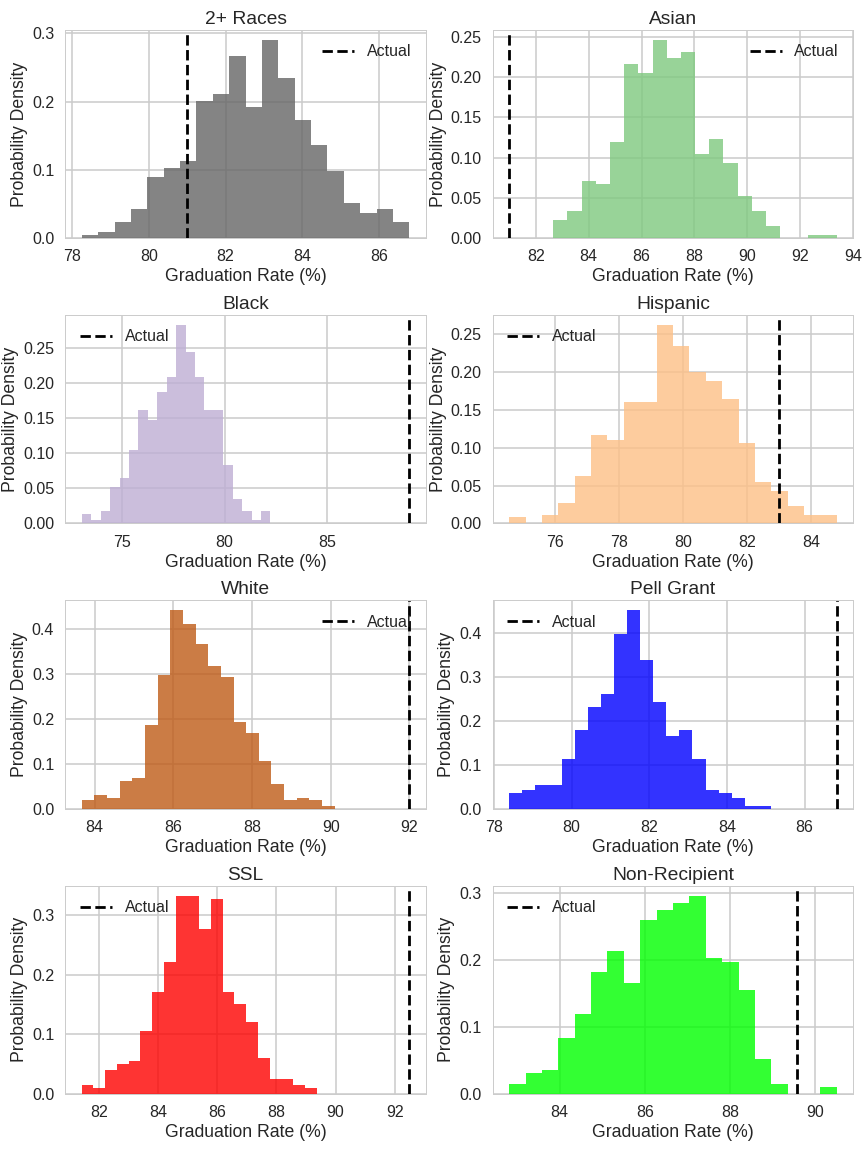 2+ Races
Asian
Probability Density
0.3
0.2
0.1
0.0
Actual
78
80
82
84
86
Graduation Rate (%)
Probability Density
0.25
0.20
0.15
0.10
0.05
0.00
Actual
82
84
86
88
90
92
94
Graduation Rate (%)
Black
Hispanic
Probability Density
0.25
0.20
0.15
0.10
0.05
0.00
Actual
75
80
85
Graduation Rate (%)
Probability Density
0.25
0.20
0.15
0.10
0.05
0.00
Actual
76
78
80
82
84
Graduation Rate (%)
White
Pell Grant
Probability Density
0.4
0.3
0.2
0.1
0.0
Actual
84
86
88
90
92
Graduation Rate (%)
Probability Density
0.4
0.3
0.2
0.1
0.0
Actual
78
80
82
84
86
Graduation Rate (%)
SSL
Non-Recipient
Probability Density
0.3
0.2
0.1
0.0
Actual
82
84
86
88
90
92
Graduation Rate (%)
Probability Density
0.3
0.2
0.1
0.0
Actual
84
86
88
90
Graduation Rate (%)